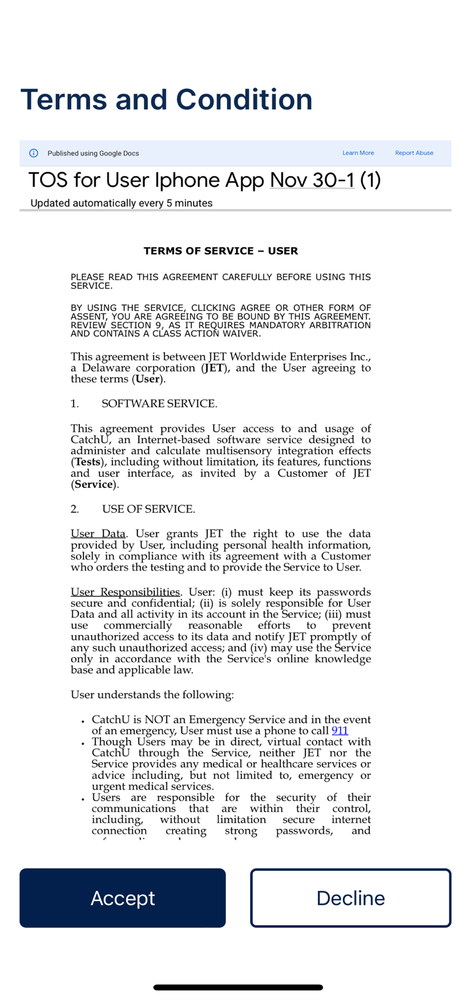 Terms and Condition
Published using Google Docs
Learn More
Report Abuse
TOS for User Iphone App Nov 30-1 (1)
Updated automatically every 5 minutes
TERMS OF SERVICE – USER
PLEASE READ THIS AGREEMENT CAREFULLY BEFORE USING THIS
SERVICE.
BY USING THE SERVICE, CLICKING AGREE OR OTHER FORM OF
ASSENT, YOU ARE AGREEING TO BE BOUND BY THIS AGREEMENT.
REVIEW SECTION 9, AS IT REQUIRES MANDATORY ARBITRATION
AND CONTAINS A CLASS ACTION WAIVER.
This agreement is between JET Worldwide Enterprises Inc.,
a Delaware corporation (JET), and the User agreeing to
these terms (User).
1. SOFTWARE SERVICE.
This agreement provides User access to and usage of
CatchU, an Internet-based software service designed to
administer and calculate multisensory integration effects
(Tests), including without limitation, its features, functions
and user interface, as invited by a Customer of JET
(Service).
2. USE OF SERVICE.
User Data. User grants JET the right to use the data
provided by User, including personal health information,
solely in compliance with its agreement with a Customer
who orders the testing and to provide the Service to User.
User Responsibilities. User: (i) must keep its passwords
secure and confidential; (ii) is solely responsible for User
Data and all activity in its account in the Service; (iii) must
use commercially reasonable efforts to prevent
unauthorized access to its data and notify JET promptly of
any such unauthorized access; and (iv) may use the Service
only in accordance with the Service's online knowledge
base and applicable law.
User understands the following:
• CatchU is NOT an Emergency Service and in the event
of an emergency, User must use a phone to call 911
• Though Users may be in direct, virtual contact with
CatchU through the Service, neither JET nor the
Service provides any medical or healthcare services or
advice including, but not limited to, emergency or
urgent medical services.
• Users are responsible for the security of their
communications that are within their control,
including, without limitation secure internet
connection creating strong passwords, and
Accept
Decline